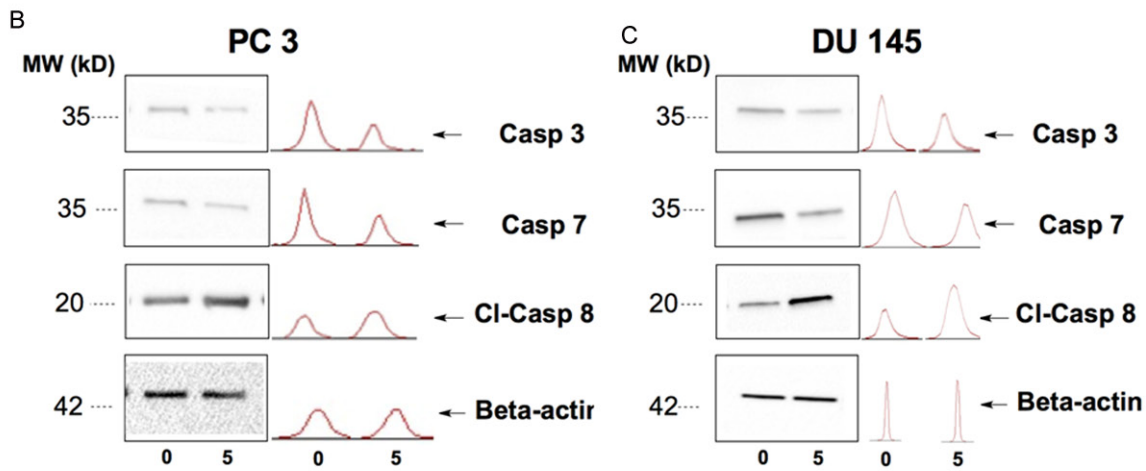 B
PC 3
MW (kD)
35
Casp 3
35
Casp 7
20
Cl-Casp 8
42
Beta-actin
0 5 0 5
C
DU 145
MW (kD)
35
Casp 3
35
Casp 7
20
Cl-Casp 8
42
Beta-actin
0 5 0 5